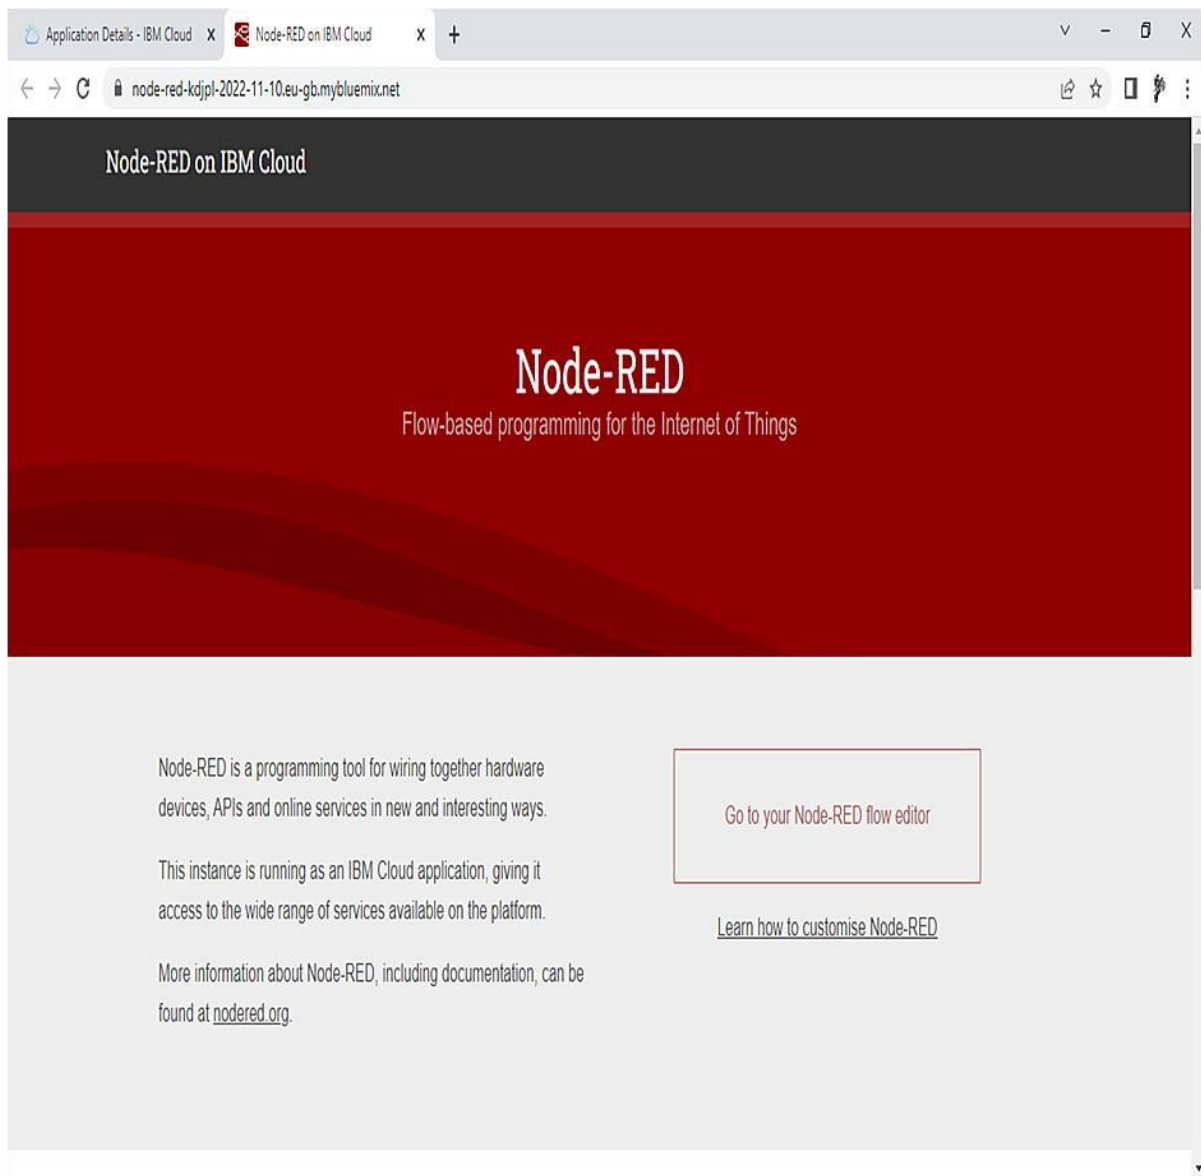 Application Details - IBM Cloud
Node-RED on IBM Cloud
node-red-kdjpl-2022-11-10.eu-gb.mybluemix.net
Node-RED on IBM Cloud
Node-RED
Flow-based programming for the Internet of Things
Node-RED is a programming tool for wiring together hardware
devices, APIs and online services in new and interesting ways.
This instance is running as an IBM Cloud application, giving it
access to the wide range of services available on the platform.
More information about Node-RED, including documentation, can be
found at nodered.org.
Go to your Node-RED flow editor
Learn how to customise Node-RED